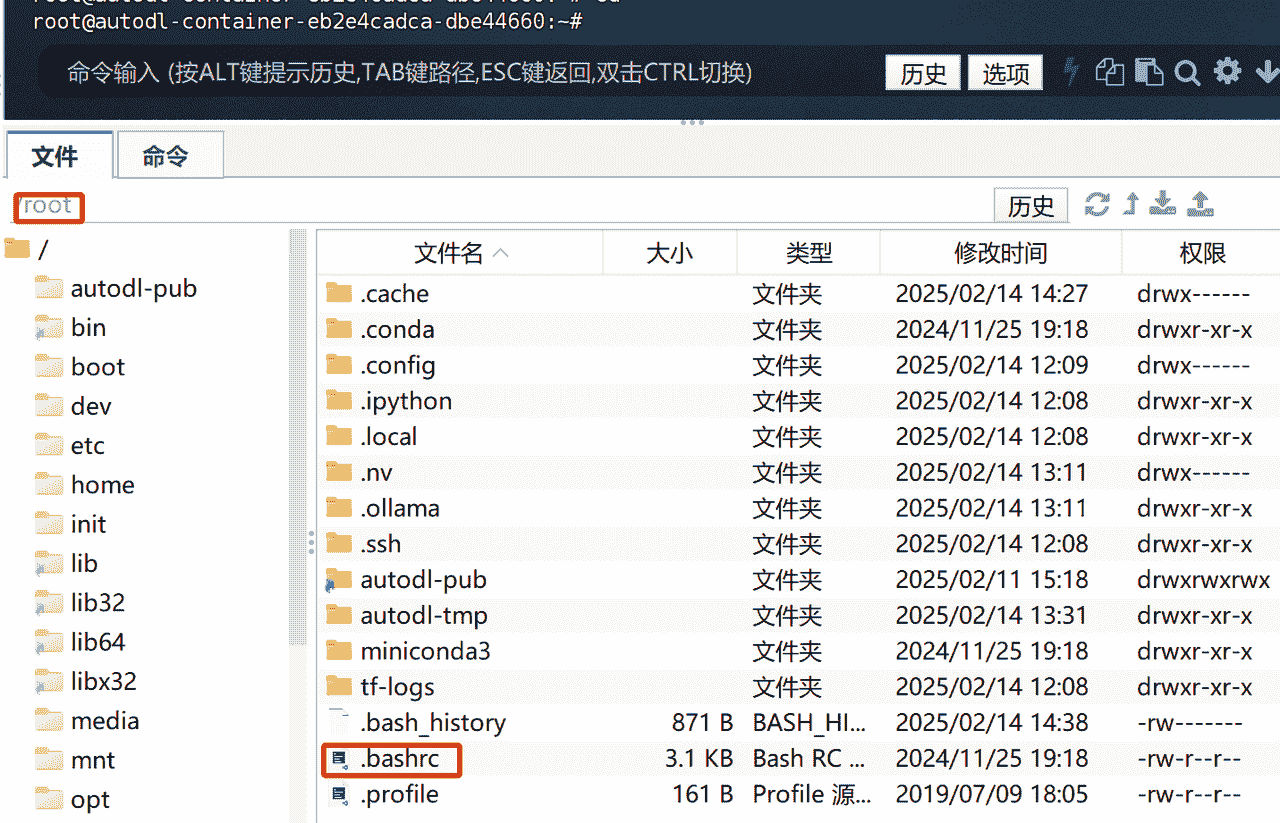 root@autodl-container-eb2e4cadca-dbe44660:~#
命令输入 (按ALT键提示历史,TAB键路径,ESC键返回,双击CTRL切换) 历史 选项
文件 命令
/root 历史
/
autodl-pub
bin
boot
dev
etc
home
init
lib
lib32
lib64
libx32
media
mnt
opt
文件名 大小 类型 修改时间 权限
.cache 文件夹 2025/02/14 14:27 drwx------
.conda 文件夹 2024/11/25 19:18 drwxr-xr-x
.config 文件夹 2025/02/14 12:09 drwx------
.ipython 文件夹 2025/02/14 12:08 drwxr-xr-x
.local 文件夹 2025/02/14 12:08 drwxr-xr-x
.nv 文件夹 2025/02/14 13:11 drwx------
.ollama 文件夹 2025/02/14 13:11 drwxr-xr-x
.ssh 文件夹 2025/02/14 12:08 drwxr-xr-x
autodl-pub 文件夹 2025/02/11 15:18 drwxrwxrwx
autodl-tmp 文件夹 2025/02/14 13:31 drwxr-xr-x
miniconda3 文件夹 2024/11/25 19:18 drwxr-xr-x
tf-logs 文件夹 2025/02/14 12:08 drwxr-xr-x
.bash_history 871 B BASH_HI... 2025/02/14 14:38 -rw-------
.bashrc 3.1 KB Bash RC ... 2024/11/25 19:18 -rw-r--r--
.profile 161 B Profile 源... 2019/07/09 18:05 -rw-r--r--